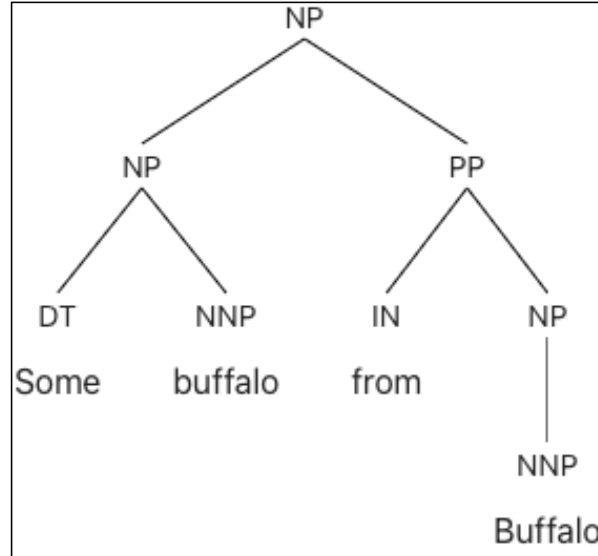 NP
NP PP
DT NNP IN NP
Some buffalo from
NNP
Buffalo